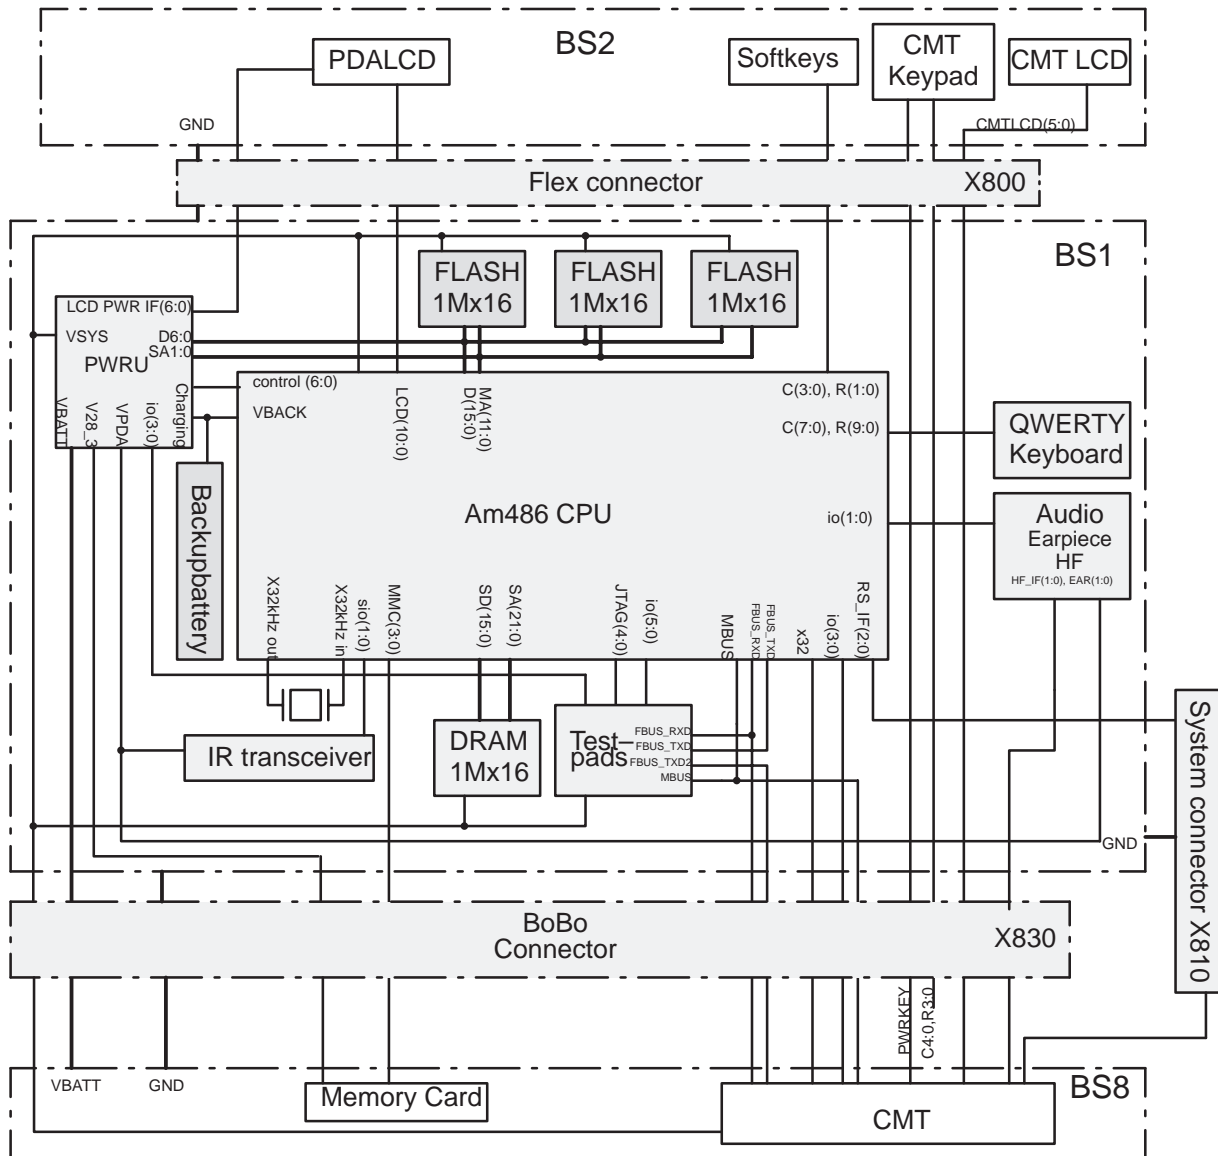 BS2
PDALCD
Softkeys
CMT
Keypad
CMT LCD
GND
CMTLCD(5:0)
Flex connector
X800
BS1
FLASH
1Mx16
FLASH
1Mx16
FLASH
1Mx16
LCD PWR IF(6:0)
VSYS
D6:0
SA1:0
PWRU
Charging
io(3:0)
VPDA
V28_3
VBATT
control (6:0)
VBACK
LCD(10:0)
D(15:0)
MA(11:0)
C(3:0), R(1:0)
C(7:0), R(9:0)
QWERTY
Keyboard
Backupbattery
Am486 CPU
io(1:0)
Audio
Earpiece
HF
HF_IF(1:0), EAR(1:0)
X32kHz out
X32kHz in
sio(1:0)
MMC(3:0)
SD(15:0)
SA(21:0)
JTAG(4:0)
io(5:0)
MBUS
FBUS_RXD
FBUS_TXD
x32
io(3:0)
RS_IF(2:0)
IR transceiver
DRAM
1Mx16
Test–
pads
FBUS_RXD
FBUS_TXD
FBUS_TXD2
MBUS
System connector X810
GND
BoBo
Connector
X830
PWRKEY
C4:0,R3:0
VBATT
GND
Memory Card
CMT
BS8